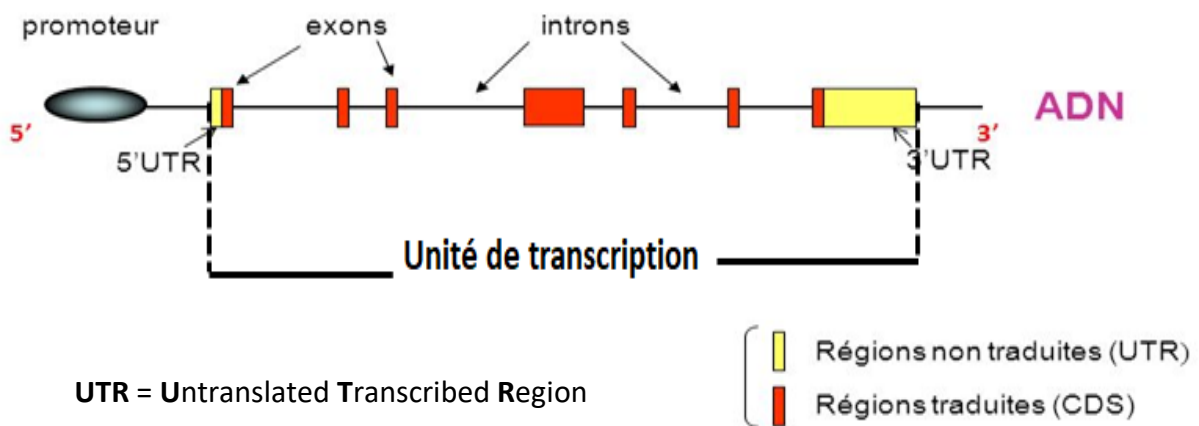 promoteur exons introns
5' 3' ADN
5'UTR 3'UTR
Unité de transcription
Régions non traduites (UTR)
UTR = Untranslated Transcribed Region
Régions traduites (CDS)